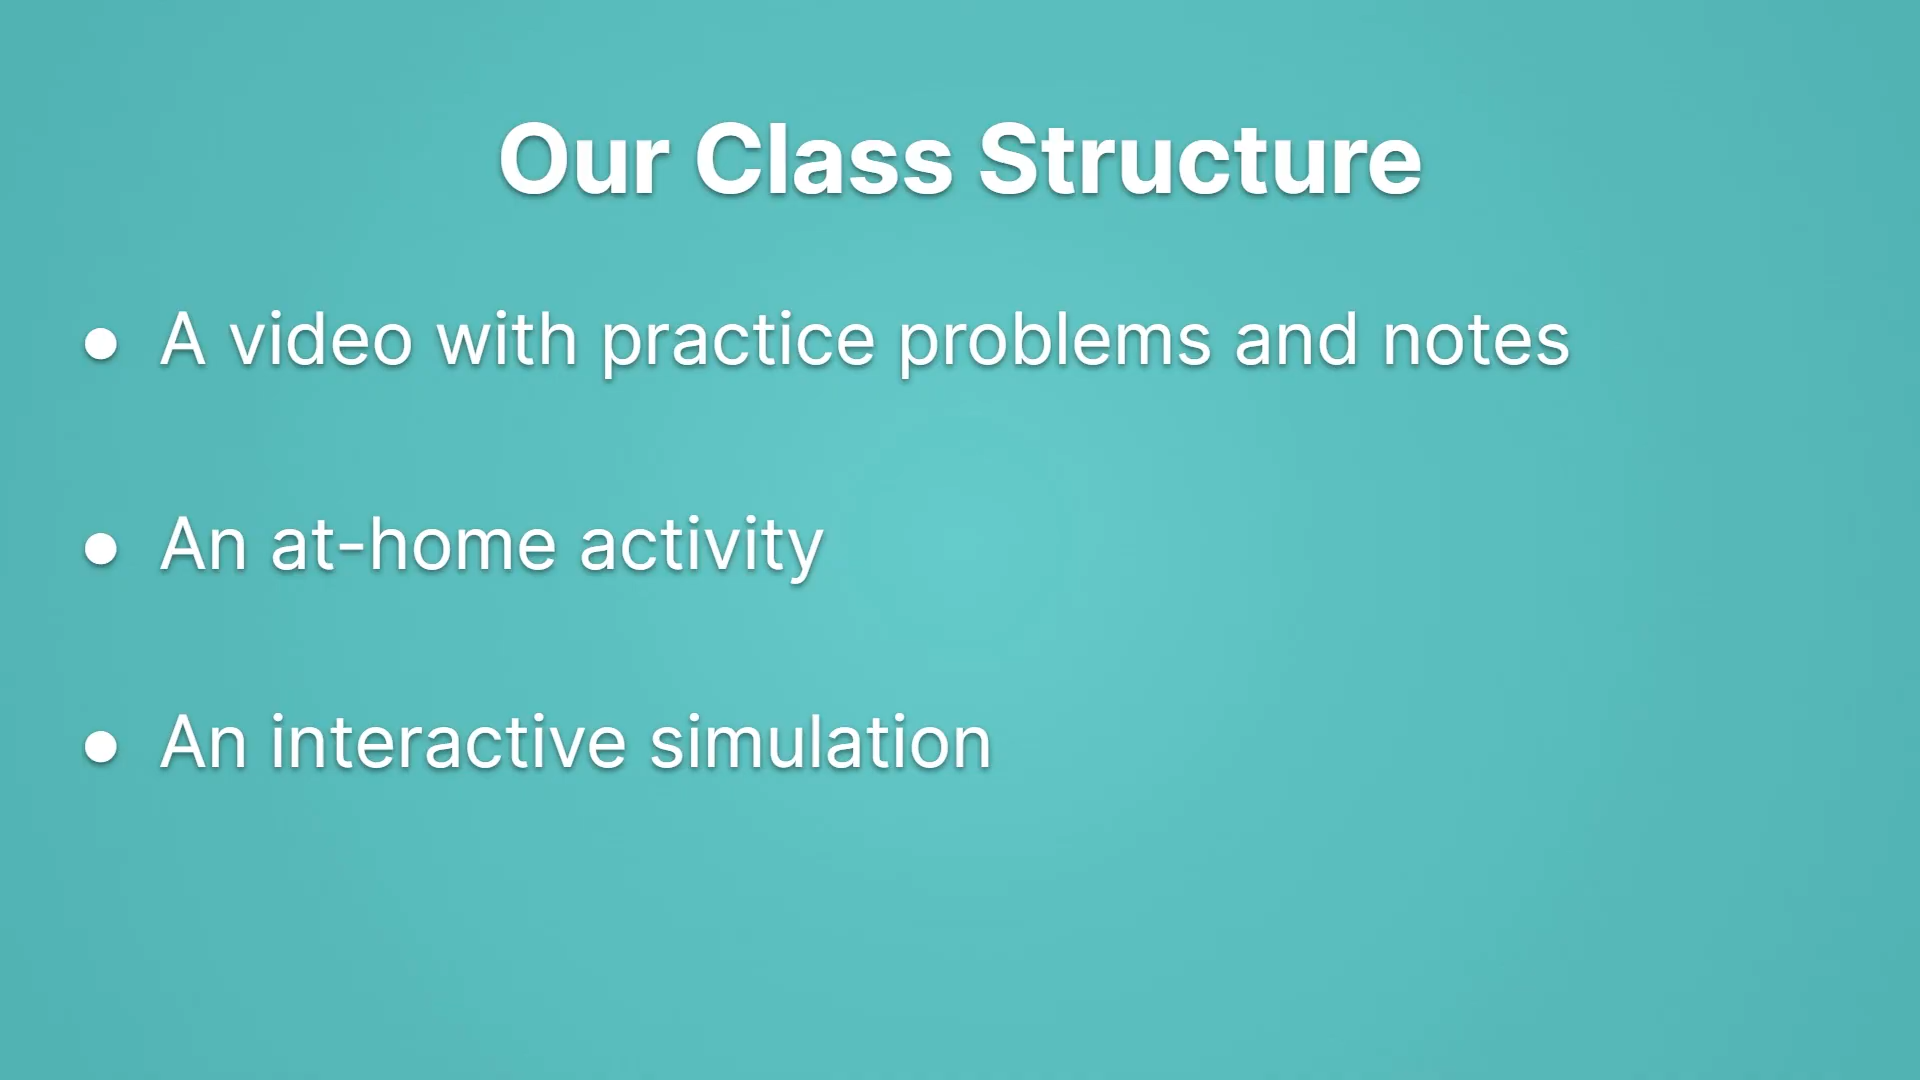 Our Class Structure
● A video with practice problems and notes
● An at-home activity
● An interactive simulation